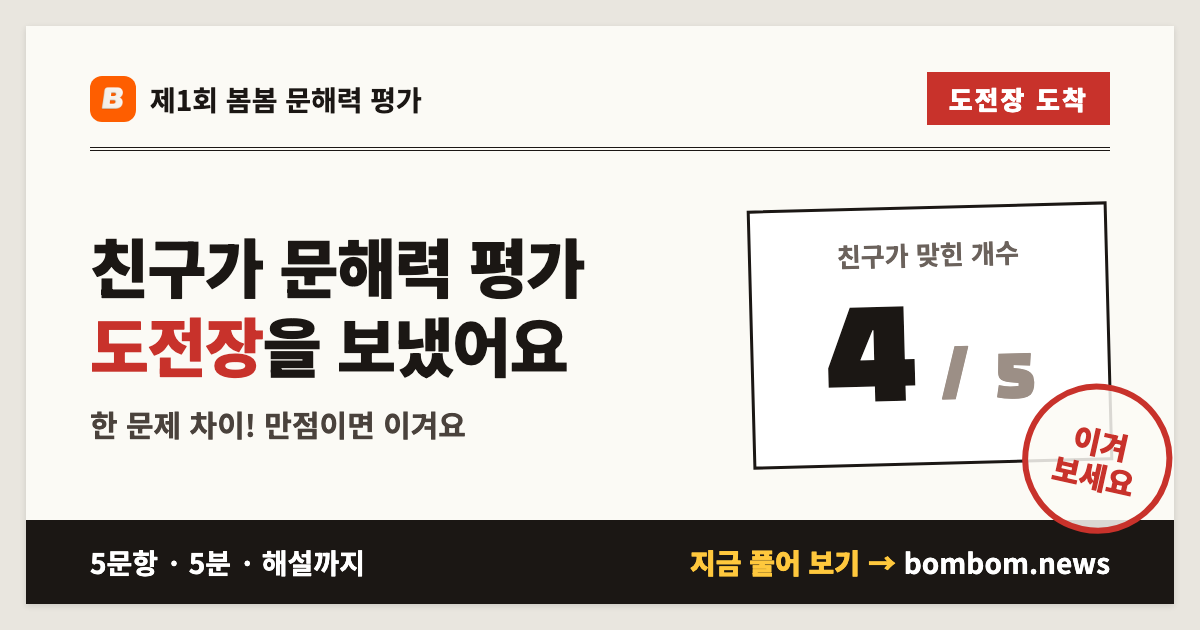 B 제1회 봄봄 문해력 평가
도전장 도착
친구가 문해력 평가
도전장을 보냈어요
한 문제 차이! 만점이면 이겨요
친구가 맞힌 개수
4 / 5
이겨
보세요
5문항 · 5분 · 해설까지
지금 풀어 보기 → bombom.news